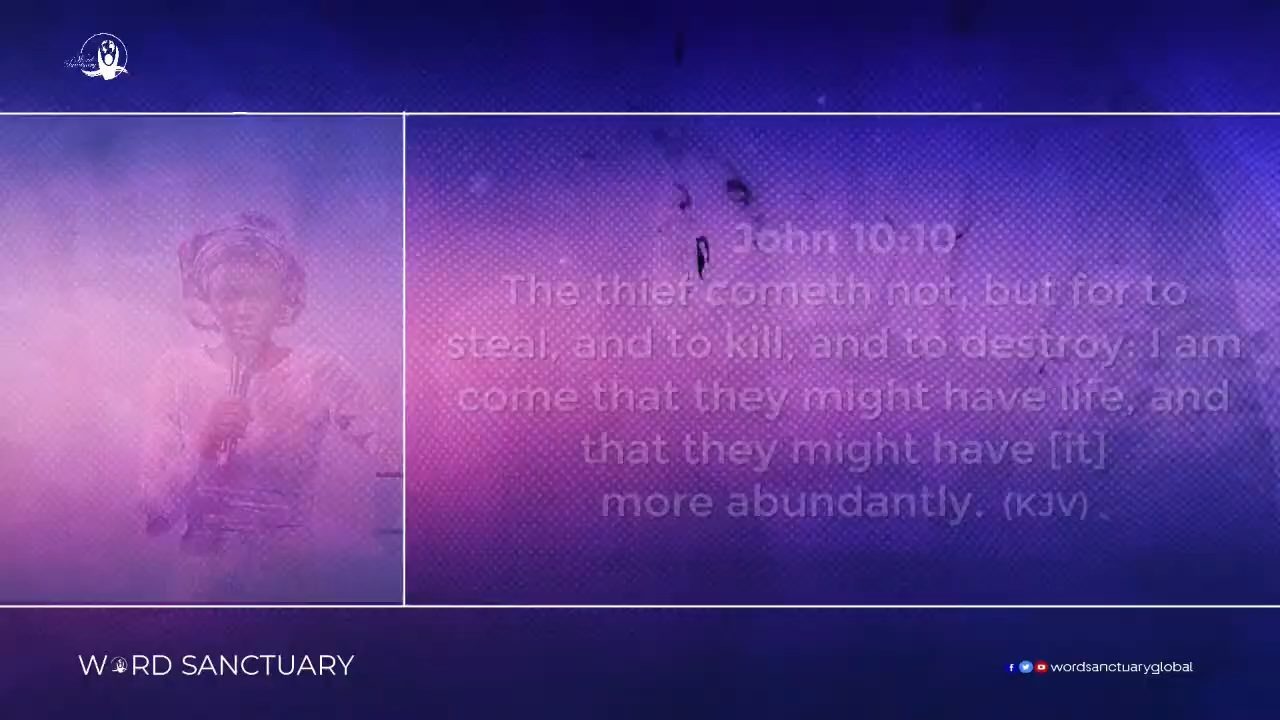 John 10:10
The thief cometh not, but for to
steal, and to kill, and to destroy: I am
come that they might have life, and
that they might have [it]
more abundantly. (KJV)
WORD SANCTUARY
wordsanctuaryglobal